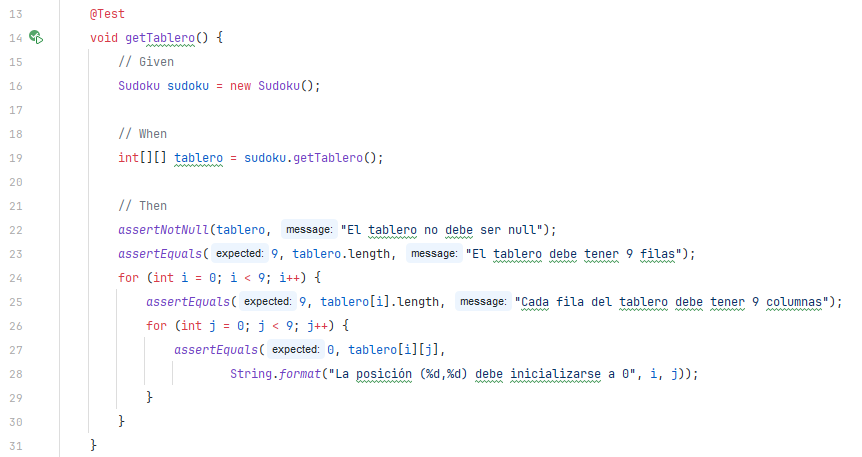 13 @Test
14 void getTablero() {
15 // Given
16 Sudoku sudoku = new Sudoku();
17
18 // When
19 int[][] tablero = sudoku.getTablero();
20
21 // Then
22 assertNotNull(tablero, message: "El tablero no debe ser null");
23 assertEquals( expected: 9, tablero.length, message: "El tablero debe tener 9 filas");
24 for (int i = 0; i < 9; i++) {
25 assertEquals( expected: 9, tablero[i].length, message: "Cada fila del tablero debe tener 9 columnas");
26 for (int j = 0; j < 9; j++) {
27 assertEquals( expected: 0, tablero[i][j],
28 String.format("La posición (%d,%d) debe inicializarse a 0", i, j));
29 }
30 }
31 }